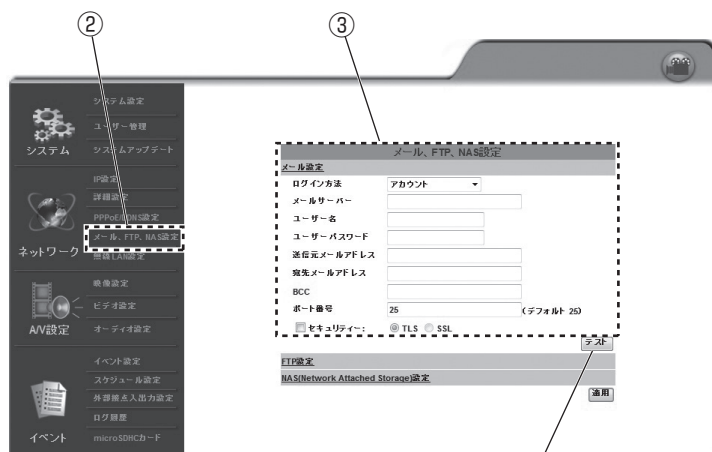 ②
③
システム
システム設定
ユーザー管理
システムアップデート
ネットワーク
IP設定
詳細設定
PPPoE/DDNS設定
メール、FTP、NAS設定
無線LAN設定
A/V設定
映像設定
ビデオ設定
オーディオ設定
イベント
イベント設定
スケジュール設定
外部接点入出力設定
ログ履歴
microSDHCカード
メール、FTP、NAS設定
メール設定
ログイン方法 アカウント
メールサーバー
ユーザー名
ユーザーパスワード
送信元メールアドレス
宛先メールアドレス
BCC
ポート番号 25 (デフォルト 25)
セキュリティー: TLS SSL
テスト
FTP設定
NAS(Network Attached Storage)設定
適用